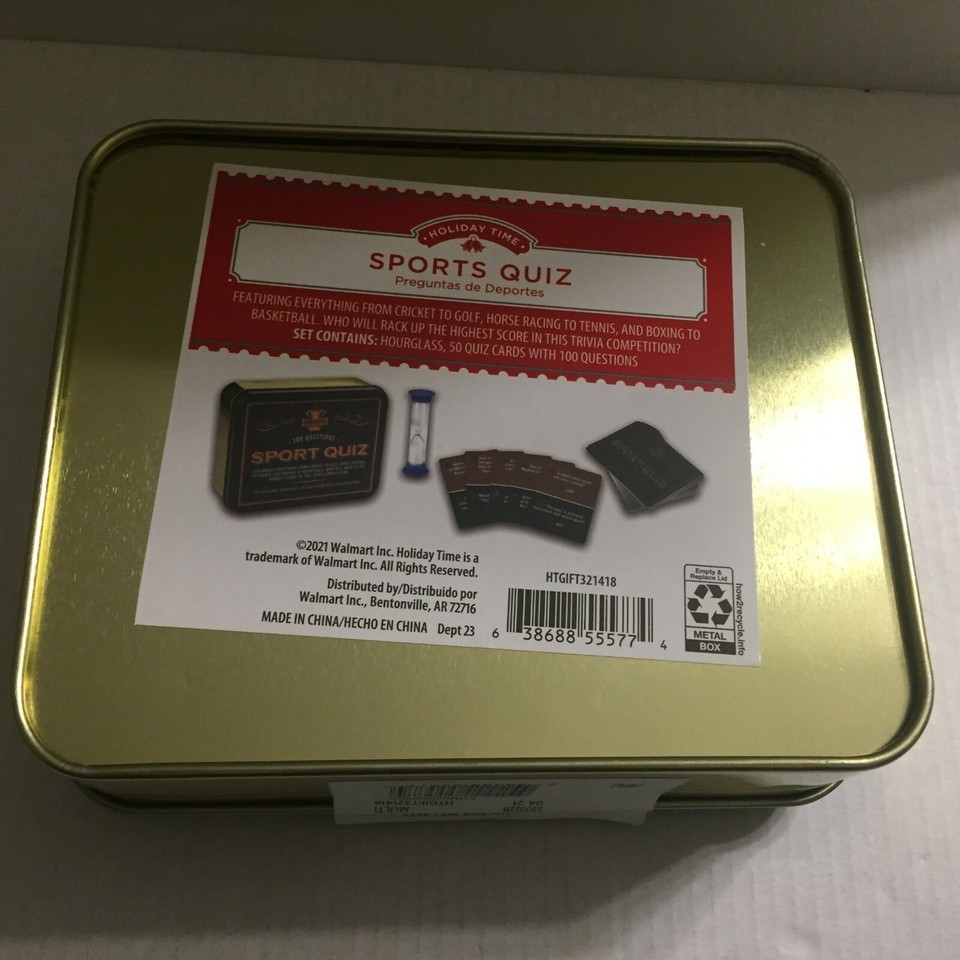 HOLIDAY TIME
SPORTS QUIZ
Preguntas de Deportes
FEATURING EVERYTHING FROM CRICKET TO GOLF, HORSE RACING TO TENNIS, AND BOXING TO
BASKETBALL. WHO WILL RACK UP THE HIGHEST SCORE IN THIS TRIVIA COMPETITION?
SET CONTAINS: HOURGLASS, 50 QUIZ CARDS WITH 100 QUESTIONS
100 QUESTIONS
SPORT QUIZ
SPORT QUIZ
©2021 Walmart Inc. Holiday Time is a
trademark of Walmart Inc. All Rights Reserved.
Distributed by/Distribuido por
Walmart Inc., Bentonville, AR 72716
MADE IN CHINA/HECHO EN CHINA Dept 23
HTGIFT321418
6 38688 55577 4
Empty &
Replace Lid
METAL
BOX
how2recycle.info
HTGIFT321418
04 21
MULTI